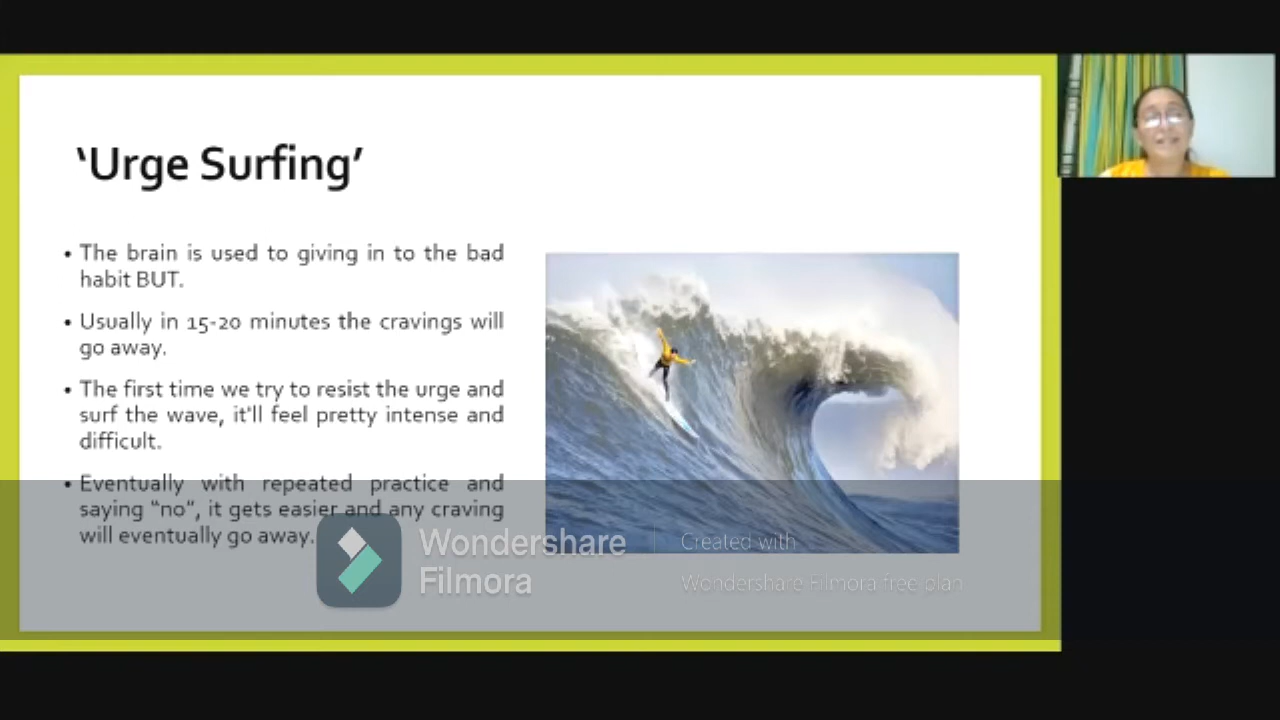 ‘Urge Surfing’
• The brain is used to giving in to the bad
habit BUT.
• Usually in 15-20 minutes the cravings will
go away.
• The first time we try to resist the urge and
surf the wave, it'll feel pretty intense and
difficult.
• Eventually with repeated practice and
saying “no”, it gets easier and any craving
will eventually go away.
Wondershare
Filmora
Created with
Wondershare Filmora free plan